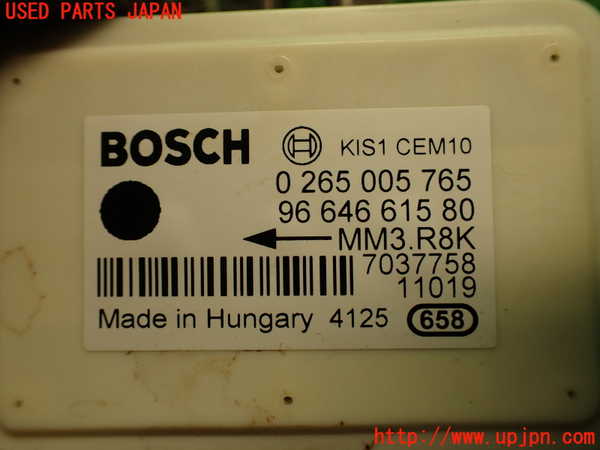 USED PARTS JAPAN
BOSCH KIS1 CEM10
0 265 005 765
96 646 615 80
MM3.R8K
7037758
11019
Made in Hungary 4125 658
http://www.upjpn.com/